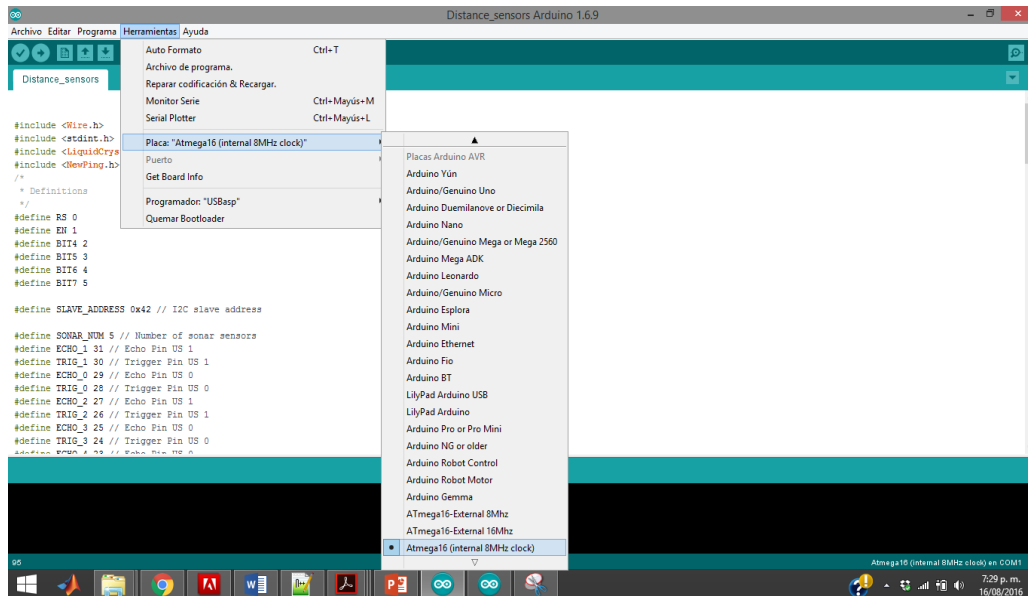 Distance_sensors Arduino 1.6.9
Archivo Editar Programa Herramientas Ayuda
Distance_sensors
Auto Formato Ctrl+T
Archivo de programa.
Reparar codificación & Recargar.
Monitor Serie Ctrl+Mayús+M
Serial Plotter Ctrl+Mayús+L
Placa: "Atmega16 (internal 8MHz clock)"
Puerto
Get Board Info
Programador: "USBasp"
Quemar Bootloader
Placas Arduino AVR
Arduino Yún
Arduino/Genuino Uno
Arduino Duemilanove or Diecimila
Arduino Nano
Arduino/Genuino Mega or Mega 2560
Arduino Mega ADK
Arduino Leonardo
Arduino/Genuino Micro
Arduino Esplora
Arduino Mini
Arduino Ethernet
Arduino Fio
Arduino BT
LilyPad Arduino USB
LilyPad Arduino
Arduino Pro or Pro Mini
Arduino NG or older
Arduino Robot Control
Arduino Robot Motor
Arduino Gemma
ATmega16-External 8Mhz
ATmega16-External 16Mhz
Atmega16 (internal 8MHz clock)
#include <Wire.h>
#include <stdint.h>
#include <LiquidCrys
#include <NewPing.h>
/*
* Definitions
*/
#define RS 0
#define EN 1
#define BIT4 2
#define BIT5 3
#define BIT6 4
#define BIT7 5
#define SLAVE_ADDRESS 0x42 // I2C slave address
#define SONAR_NUM 5 // Number of sonar sensors
#define ECHO_1 31 // Echo Pin US 1
#define TRIG_1 30 // Trigger Pin US 1
#define ECHO_0 29 // Echo Pin US 0
#define TRIG_0 28 // Trigger Pin US 0
#define ECHO_2 27 // Echo Pin US 1
#define TRIG_2 26 // Trigger Pin US 1
#define ECHO_3 25 // Echo Pin US 0
#define TRIG_3 24 // Trigger Pin US 0
#define ECHO_4 23 // Echo Pin US 0
95
Atmega16 (internal 8MHz clock) en COM1
7:29 p. m.
16/08/2016